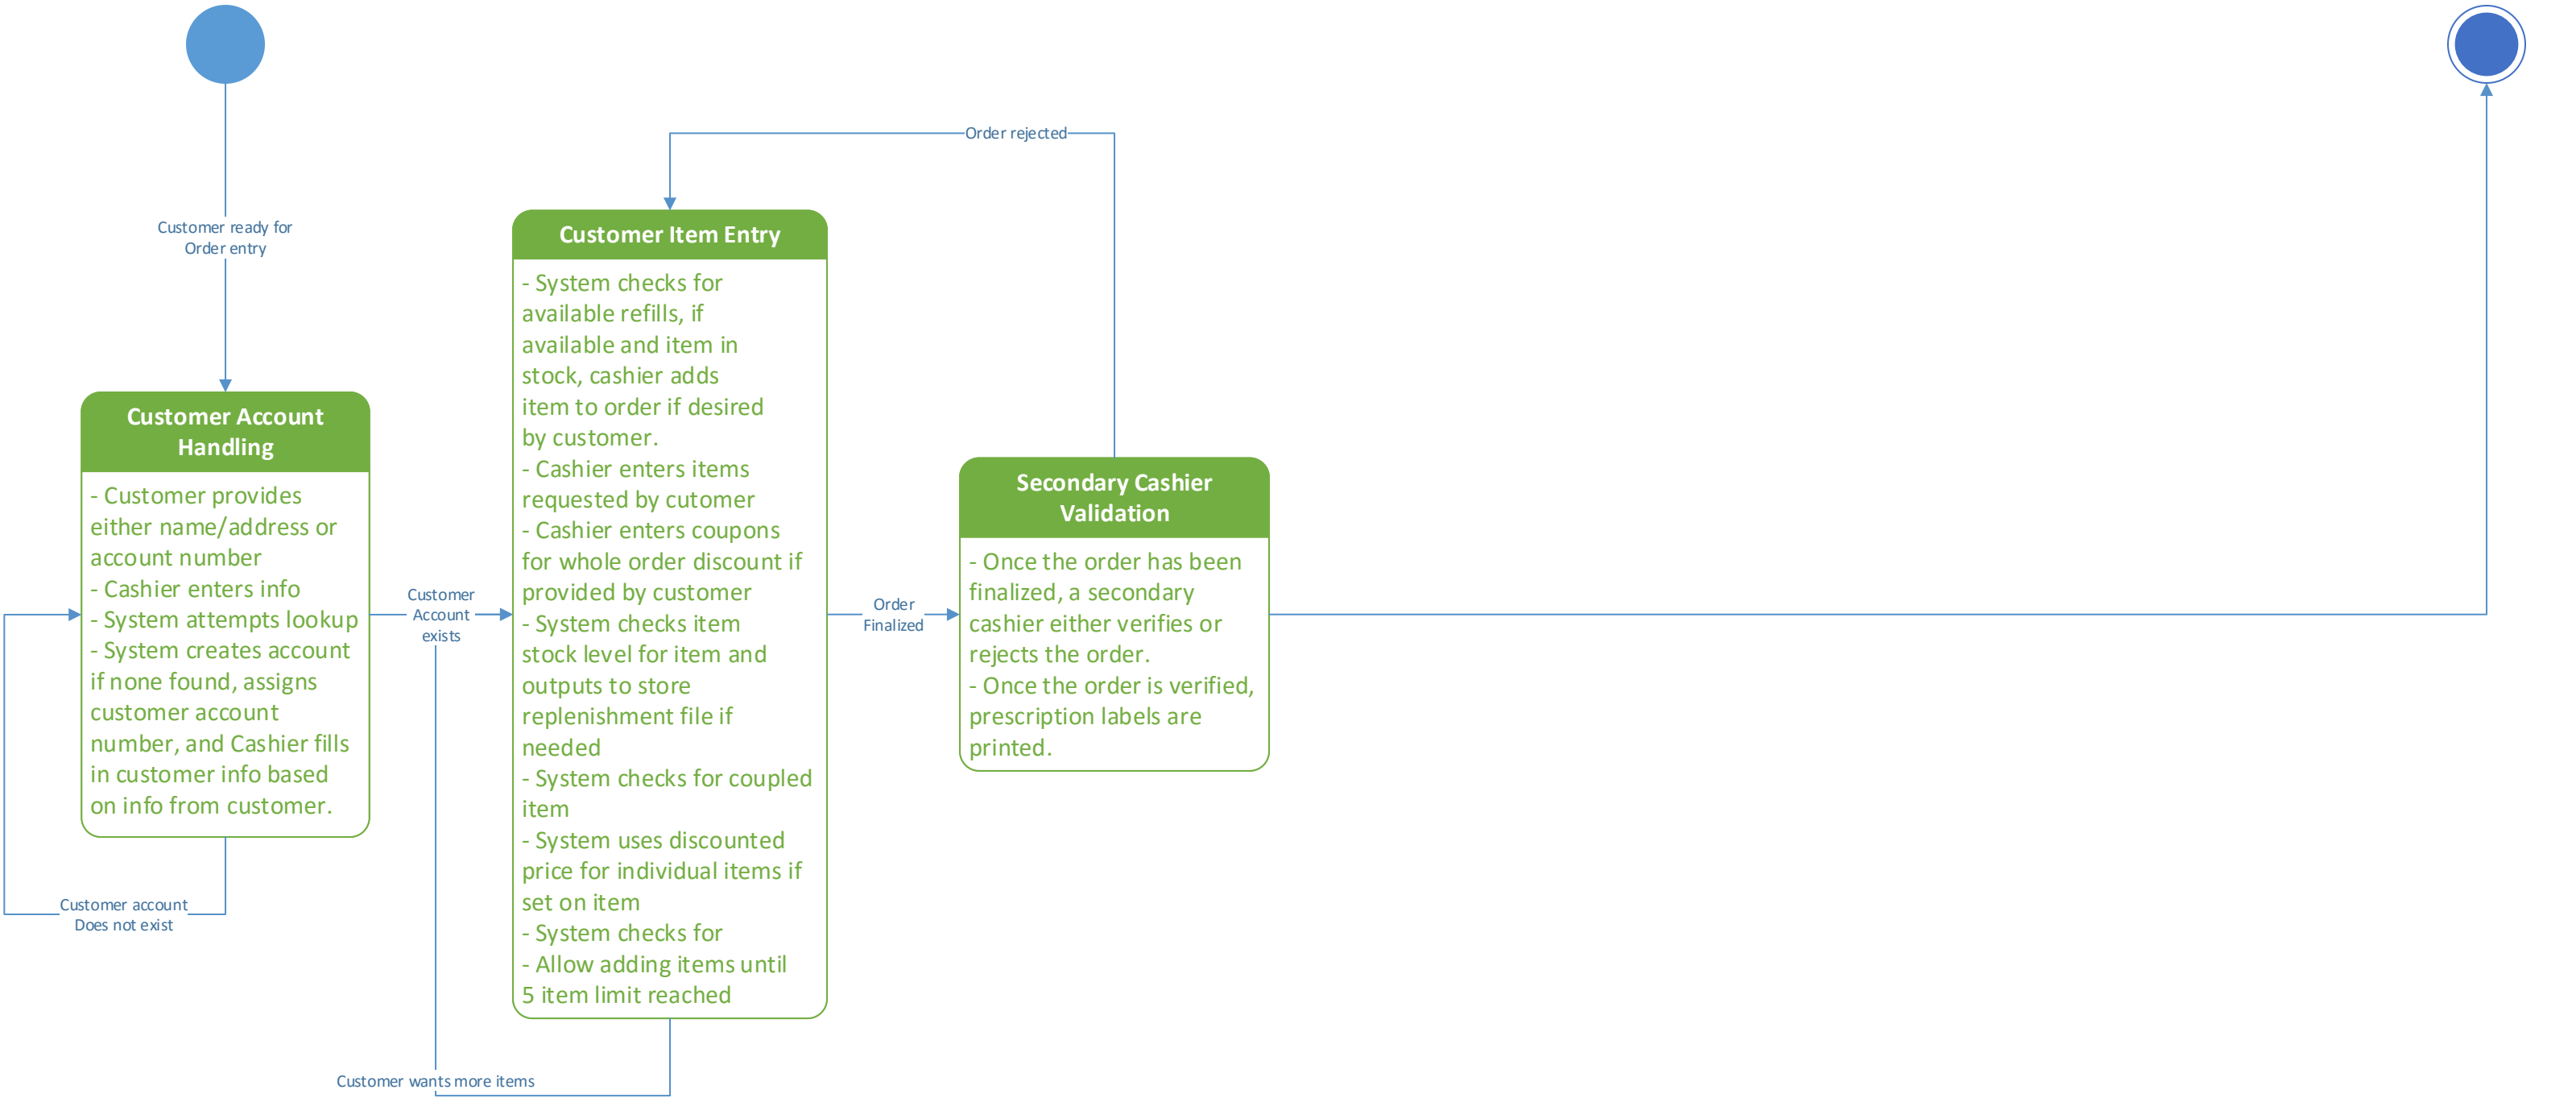 Order rejected
Customer ready for
Order entry
Customer Item Entry
- System checks for
available refills, if
available and item in
stock, cashier adds
item to order if desired
by customer.
- Cashier enters items
requested by cutomer
- Cashier enters coupons
for whole order discount if
provided by customer
- System checks item
stock level for item and
outputs to store
replenishment file if
needed
- System checks for coupled
item
- System uses discounted
price for individual items if
set on item
- System checks for
- Allow adding items until
5 item limit reached
Customer Account
Handling
- Customer provides
either name/address or
account number
- Cashier enters info
- System attempts lookup
- System creates account
if none found, assigns
customer account
number, and Cashier fills
in customer info based
on info from customer.
Customer
Account
exists
Order
Finalized
Secondary Cashier
Validation
- Once the order has been
finalized, a secondary
cashier either verifies or
rejects the order.
- Once the order is verified,
prescription labels are
printed.
Customer account
Does not exist
Customer wants more items